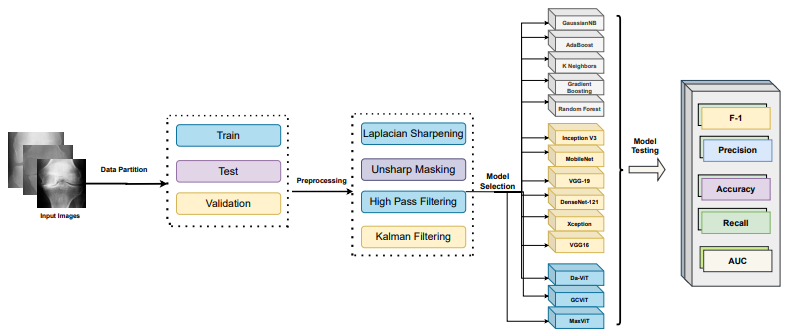 Input Images
Data Partition
Train
Test
Validation
Preprocessing
Laplacian Sharpening
Unsharp Masking
High Pass Filtering
Kalman Filtering
Model
Selection
GaussianNB
AdaBoost
K Neighbors
Gradient
Boosting
Random Forest
Inception V3
MobileNet
VGG-19
DenseNet-121
Xception
VGG16
Da-ViT
GCViT
MaxViT
Model
Testing
F-1
Precision
Accuracy
Recall
AUC